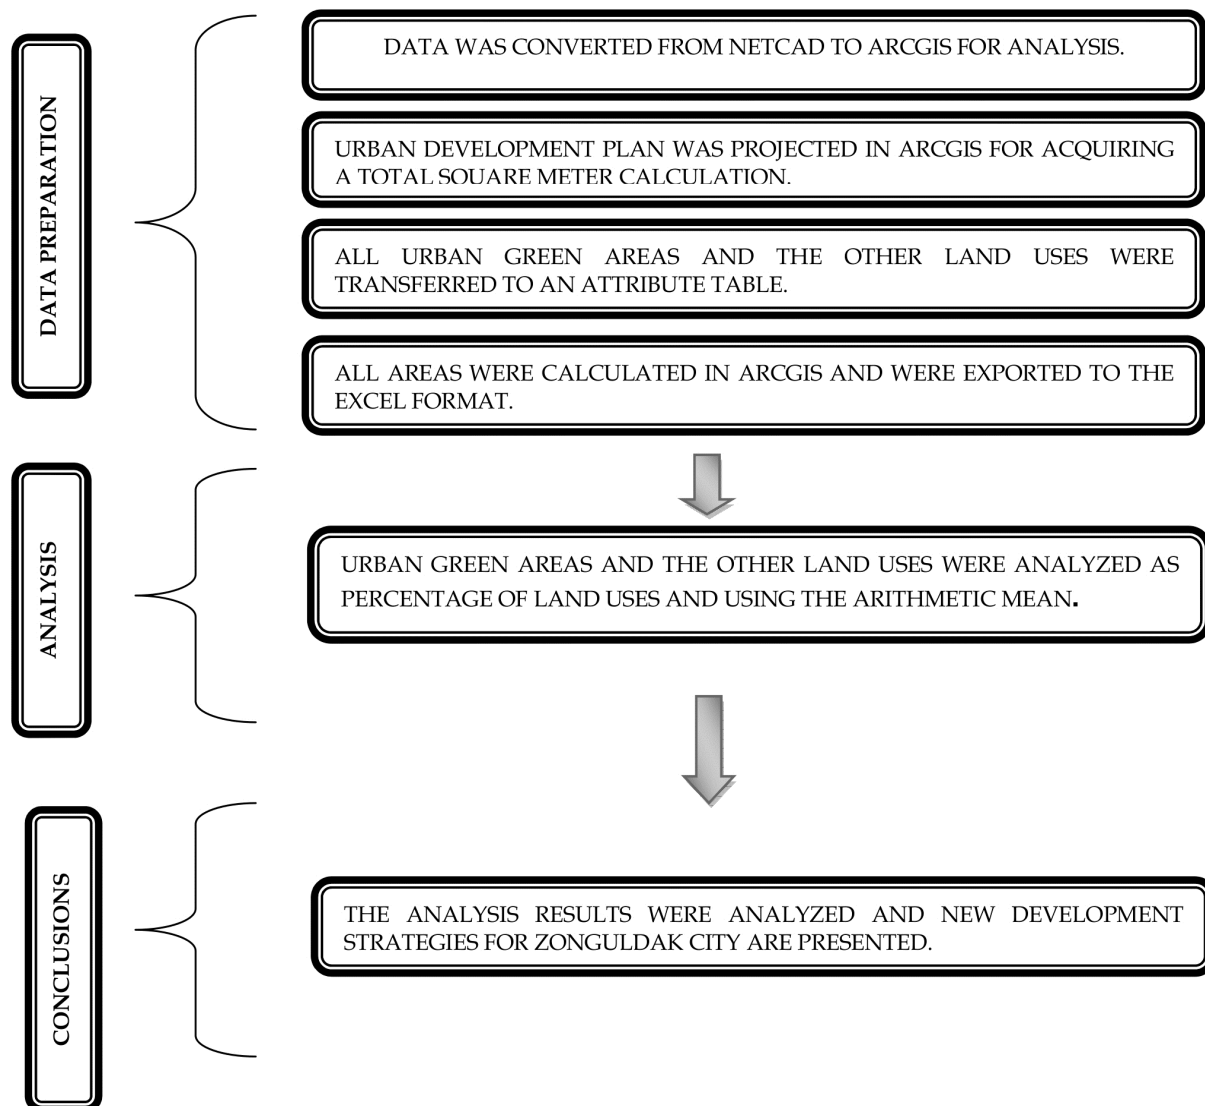 DATA PREPARATION
DATA WAS CONVERTED FROM NETCAD TO ARCGIS FOR ANALYSIS.
URBAN DEVELOPMENT PLAN WAS PROJECTED IN ARCGIS FOR ACQUIRING
A TOTAL SQUARE METER CALCULATION.
ALL URBAN GREEN AREAS AND THE OTHER LAND USES WERE
TRANSFERRED TO AN ATTRIBUTE TABLE.
ALL AREAS WERE CALCULATED IN ARCGIS AND WERE EXPORTED TO THE
EXCEL FORMAT.
ANALYSIS
URBAN GREEN AREAS AND THE OTHER LAND USES WERE ANALYZED AS
PERCENTAGE OF LAND USES AND USING THE ARITHMETIC MEAN.
CONCLUSIONS
THE ANALYSIS RESULTS WERE ANALYZED AND NEW DEVELOPMENT
STRATEGIES FOR ZONGULDAK CITY ARE PRESENTED.